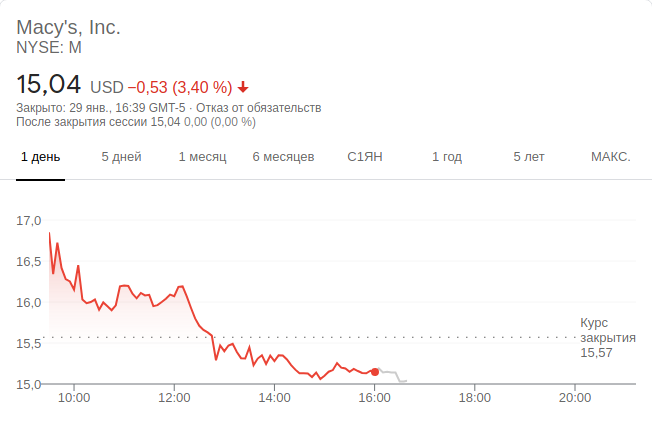 Macy's, Inc.
NYSE: M
15,04 USD −0,53 (3,40 %)
Закрыто: 29 янв., 16:39 GMT-5 · Отказ от обязательств
После закрытия сессии 15,04 0,00 (0,00 %)
1 день 5 дней 1 месяц 6 месяцев С1ЯН 1 год 5 лет МАКС.
17,0
16,5
16,0
Курс
закрытия
15,57
15,5
15,0
10:00 12:00 14:00 16:00 18:00 20:00